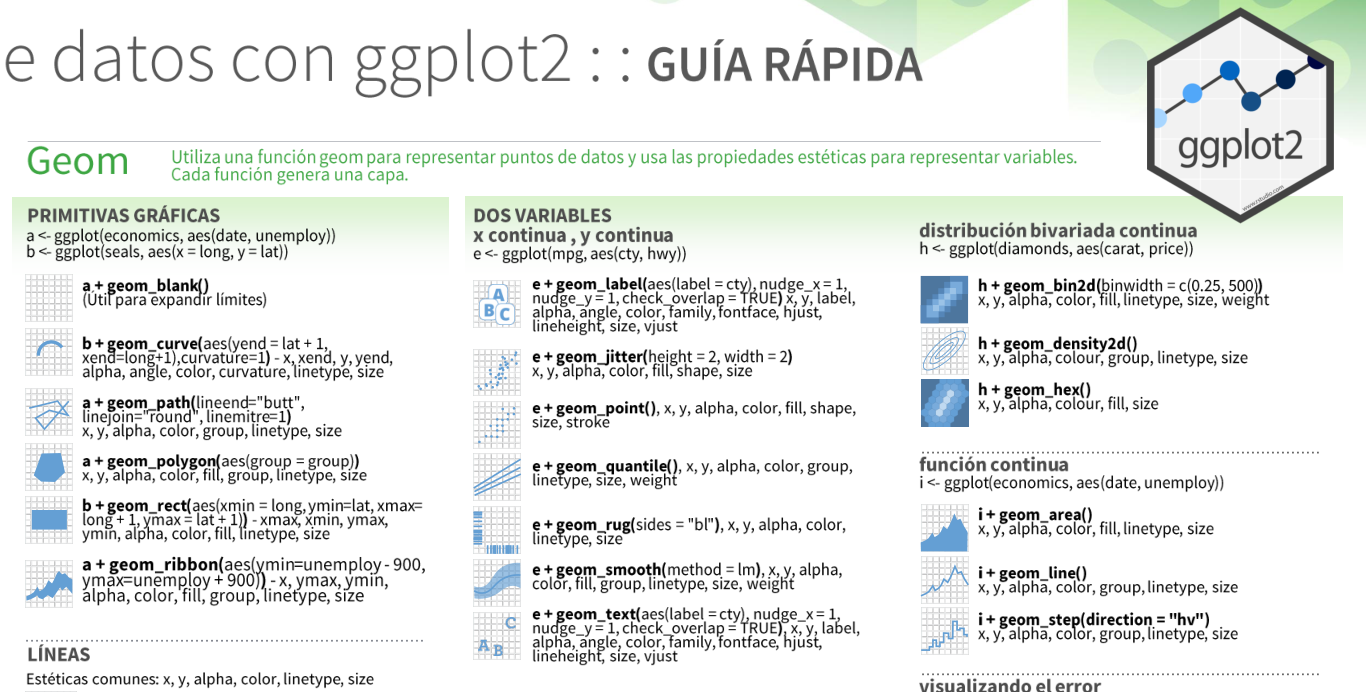 e datos con ggplot2 : : GUÍA RÁPIDA
ggplot2
www.rstudio.com
Geom
Utiliza una función geom para representar puntos de datos y usa las propiedades estéticas para representar variables.
Cada función genera una capa.
PRIMITIVAS GRÁFICAS
a <- ggplot(economics, aes(date, unemploy))
b <- ggplot(seals, aes(x = long, y = lat))
a + geom_blank()
(Útil para expandir límites)
b + geom_curve(aes(yend = lat + 1,
xend=long+1),curvature=1) - x, xend, y, yend,
alpha, angle, color, curvature, linetype, size
a + geom_path(lineend="butt",
linejoin="round", linemitre=1)
x, y, alpha, color, group, linetype, size
a + geom_polygon(aes(group = group))
x, y, alpha, color, fill, group, linetype, size
b + geom_rect(aes(xmin = long, ymin=lat, xmax=
long + 1, ymax = lat + 1)) - xmax, xmin, ymax,
ymin, alpha, color, fill, linetype, size
a + geom_ribbon(aes(ymin=unemploy - 900,
ymax=unemploy + 900)) - x, ymax, ymin,
alpha, color, fill, group, linetype, size
LÍNEAS
Estéticas comunes: x, y, alpha, color, linetype, size
DOS VARIABLES
x continua , y continua
e <- ggplot(mpg, aes(cty, hwy))
A
B
C
e + geom_label(aes(label = cty), nudge_x = 1,
nudge_y = 1, check_overlap = TRUE) x, y, label,
alpha, angle, color, family, fontface, hjust,
lineheight, size, vjust
e + geom_jitter(height = 2, width = 2)
x, y, alpha, color, fill, shape, size
e + geom_point(), x, y, alpha, color, fill, shape,
size, stroke
e + geom_quantile(), x, y, alpha, color, group,
linetype, size, weight
e + geom_rug(sides = "bl"), x, y, alpha, color,
linetype, size
e + geom_smooth(method = lm), x, y, alpha,
color, fill, group, linetype, size, weight
C
A B
e + geom_text(aes(label = cty), nudge_x = 1,
nudge_y = 1, check_overlap = TRUE), x, y, label,
alpha, angle, color, family, fontface, hjust,
lineheight, size, vjust
distribución bivariada continua
h <- ggplot(diamonds, aes(carat, price))
h + geom_bin2d(binwidth = c(0.25, 500))
x, y, alpha, color, fill, linetype, size, weight
h + geom_density2d()
x, y, alpha, colour, group, linetype, size
h + geom_hex()
x, y, alpha, colour, fill, size
función continua
i <- ggplot(economics, aes(date, unemploy))
i + geom_area()
x, y, alpha, color, fill, linetype, size
i + geom_line()
x, y, alpha, color, group, linetype, size
i + geom_step(direction = "hv")
x, y, alpha, color, group, linetype, size
visualizando el error